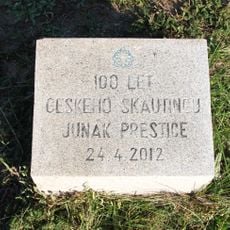 100 LET
ČESKÉHO SKAUTINGU
JUNÁK PŘEŠTICE
24.4.2012